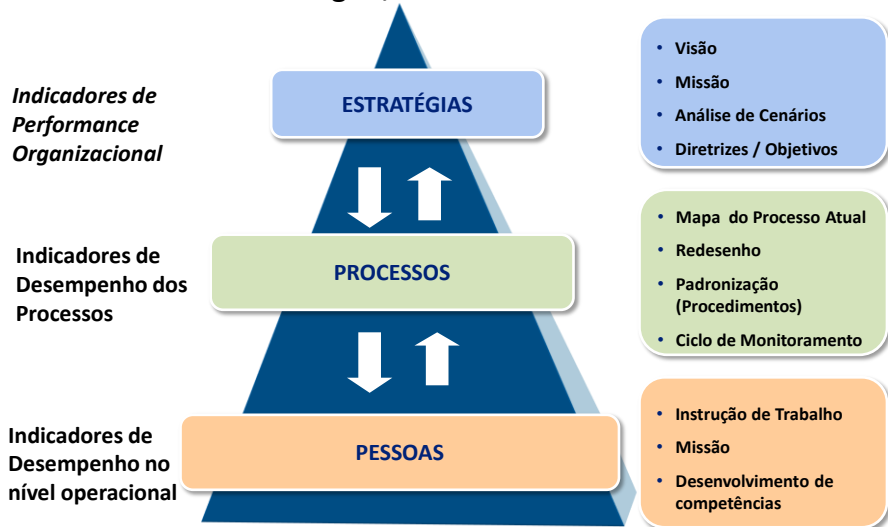 Indicadores de
Performance
Organizacional
ESTRATÉGIAS
• Visão
• Missão
• Análise de Cenários
• Diretrizes / Objetivos
Indicadores de
Desempenho dos
Processos
PROCESSOS
• Mapa do Processo Atual
• Redesenho
• Padronização
(Procedimentos)
• Ciclo de Monitoramento
Indicadores de
Desempenho no
nível operacional
PESSOAS
• Instrução de Trabalho
• Missão
• Desenvolvimento de
competências